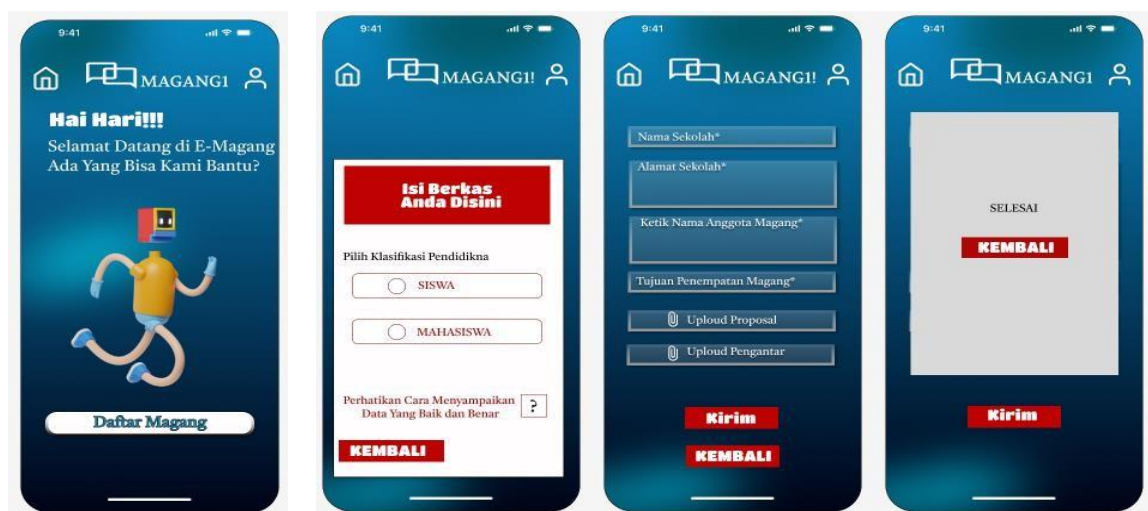 9:41
MAGANG1
Hai Hari!!!
Selamat Datang di E-Magang
Ada Yang Bisa Kami Bantu?
Daftar Magang
9:41
MAGANG1!
Isi Berkas
Anda Disini
Pilih Klasifikasi Pendidikna
SISWA
MAHASISWA
Perhatikan Cara Menyampaikan
Data Yang Baik dan Benar
?
KEMBALI
9:41
MAGANG1!
Nama Sekolah*
Alamat Sekolah*
Ketik Nama Anggota Magang*
Tujuan Penempatan Magang*
Uploud Proposal
Uploud Pengantar
Kirim
KEMBALI
9:41
MAGANG1
SELESAI
KEMBALI
Kirim